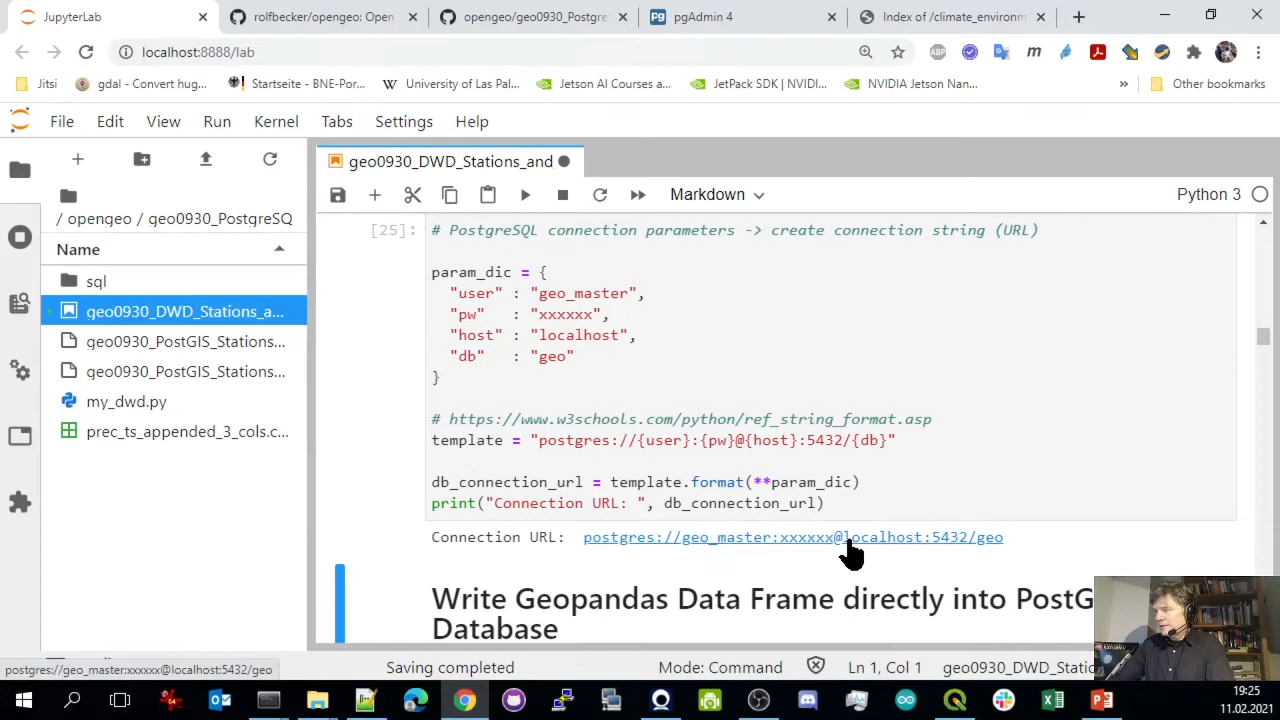 JupyterLab
rolfbecker/opengeo: Open
opengeo/geo0930_Postgre
pgAdmin 4
Index of /climate_environm
localhost:8888/lab
Jitsi
gdal - Convert hug...
Startseite - BNE-Por...
University of Las Pal...
Jetson AI Courses a...
JetPack SDK | NVIDI...
NVIDIA Jetson Nan...
»
Other bookmarks
File Edit View Run Kernel Tabs Settings Help
geo0930_DWD_Stations_and
Markdown
Python 3
/ opengeo / geo0930_PostgreSQ
Name
sql
geo0930_DWD_Stations_a...
geo0930_PostGIS_Stations...
geo0930_PostGIS_Stations...
my_dwd.py
prec_ts_appended_3_cols.c...
[25]: # PostgreSQL connection parameters -> create connection string (URL)
param_dic = {
"user" : "geo_master",
"pw" : "xxxxxx",
"host" : "localhost",
"db" : "geo"
}
# https://www.w3schools.com/python/ref_string_format.asp
template = "postgres://{user}:{pw}@{host}:5432/{db}"
db_connection_url = template.format(**param_dic)
print("Connection URL: ", db_connection_url)
Connection URL: postgres://geo_master:xxxxxx@localhost:5432/geo
Write Geopandas Data Frame directly into PostG
Database
postgres://geo_master:xxxxxx@localhost:5432/geo
Saving completed
Mode: Command
Ln 1, Col 1
geo0930_DWD_Statio
19:25
11.02.2021